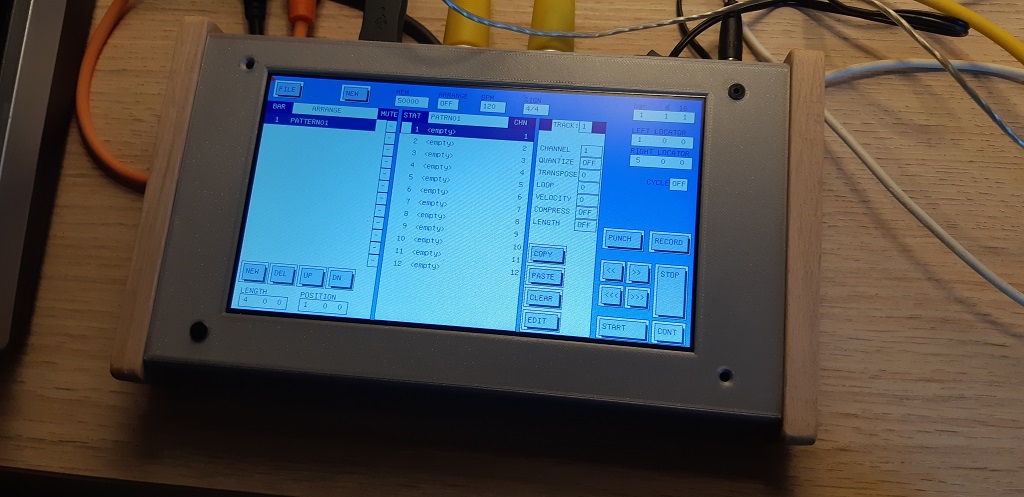 FILE NEW MEM ARRANGE BPM SIGN
50000 OFF 120 4/4
BAR ARRANGE MUTE
1 PATTERN01
NEW DEL UP DN
LENGTH POSITION
4 0 0 1 0 0
STAT PATRN01 CHN
1 <empty> 1
2 <empty> 2
3 <empty> 3
4 <empty> 4
5 <empty> 5
6 <empty> 6
7 <empty> 7
8 <empty> 8
9 <empty> 9
10 <empty> 10
11 <empty> 11
12 <empty> 12
TRACK: 1
CHANNEL 1
QUANTIZE OFF
TRANSPOSE 0
LOOP 0
VELOCITY 0
COMPRESS OFF
LENGTH OFF
COPY
PASTE
CLEAR
EDIT
1 1 1
LEFT LOCATOR
1 0 0
RIGHT LOCATOR
5 0 0
CYCLE OFF
PUNCH RECORD
<< >> STOP
<<< >>>
START CONT